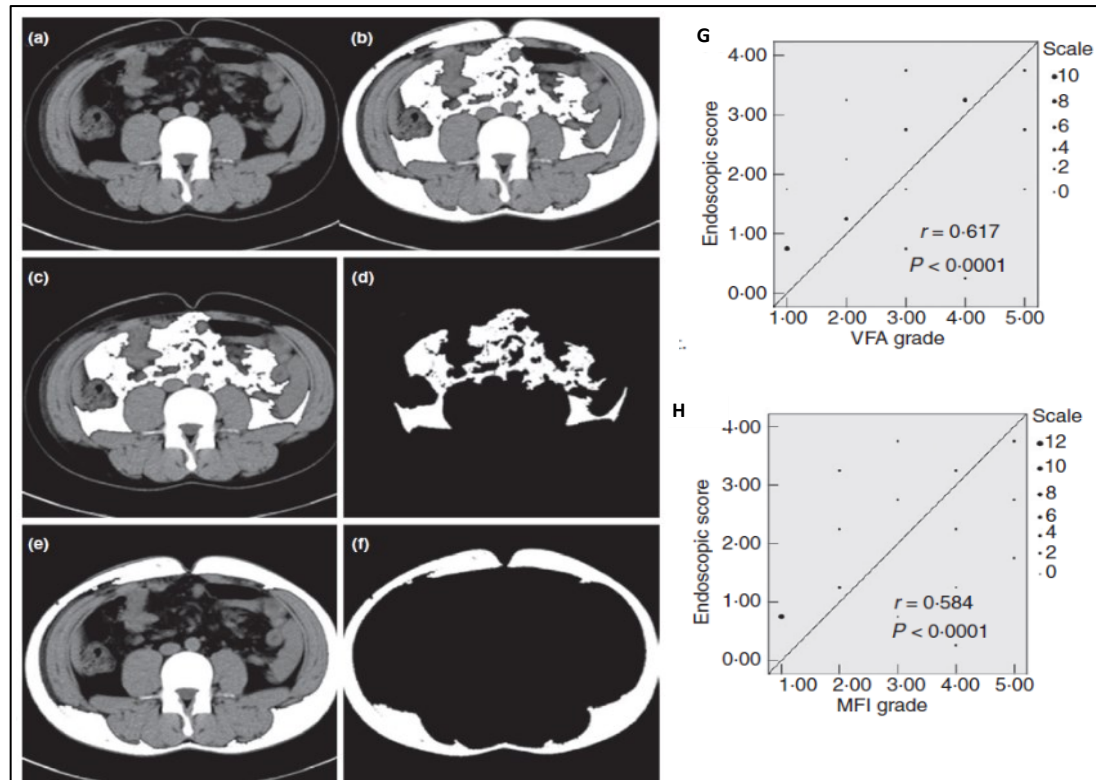 (a)
(b)
(c)
(d)
(e)
(f)
G
4·00
3·00
2·00
1·00
0·00
Endoscopic score
1·00 2·00 3·00 4·00 5·00
VFA grade
r = 0·617
P < 0·0001
Scale
10
8
6
4
2
0
H
4·00
3·00
2·00
1·00
0·00
Endoscopic score
1·00 2·00 3·00 4·00 5·00
MFI grade
r = 0·584
P < 0·0001
Scale
12
10
8
6
4
2
0